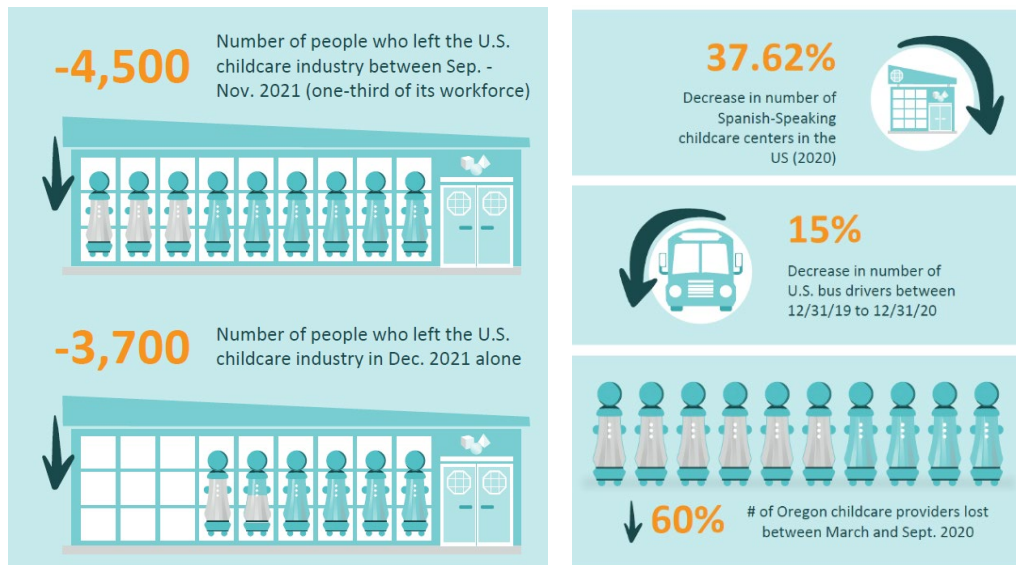 -4,500
Number of people who left the U.S.
childcare industry between Sep. -
Nov. 2021 (one-third of its workforce)
-3,700
Number of people who left the U.S.
childcare industry in Dec. 2021 alone
37.62%
Decrease in number of
Spanish-Speaking
childcare centers in the
US (2020)
15%
Decrease in number of
U.S. bus drivers between
12/31/19 to 12/31/20
60%
# of Oregon childcare providers lost
between March and Sept. 2020